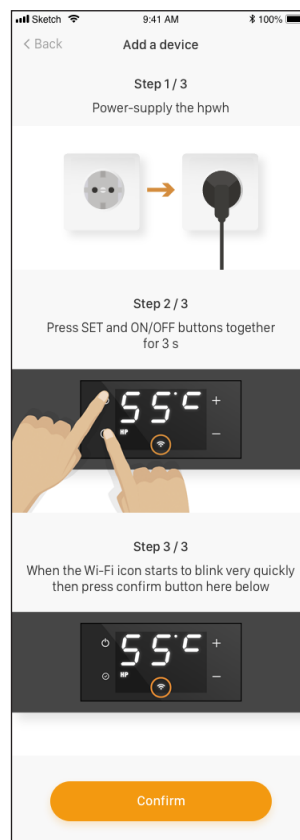 Sketch 9:41 AM 100%
< Back Add a device
Step 1 / 3
Power-supply the hpwh
Step 2 / 3
Press SET and ON/OFF buttons together
for 3 s
55°C +
HP −
Step 3 / 3
When the Wi-Fi icon starts to blink very quickly
then press confirm button here below
55°C +
HP −
Confirm